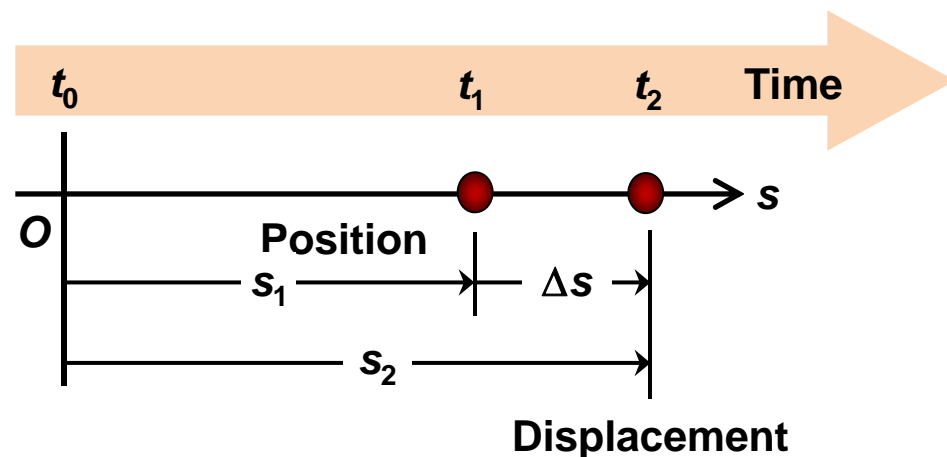 t₀ t₁ t₂ Time
s
O
Position
s₁ Δs
s₂
Displacement